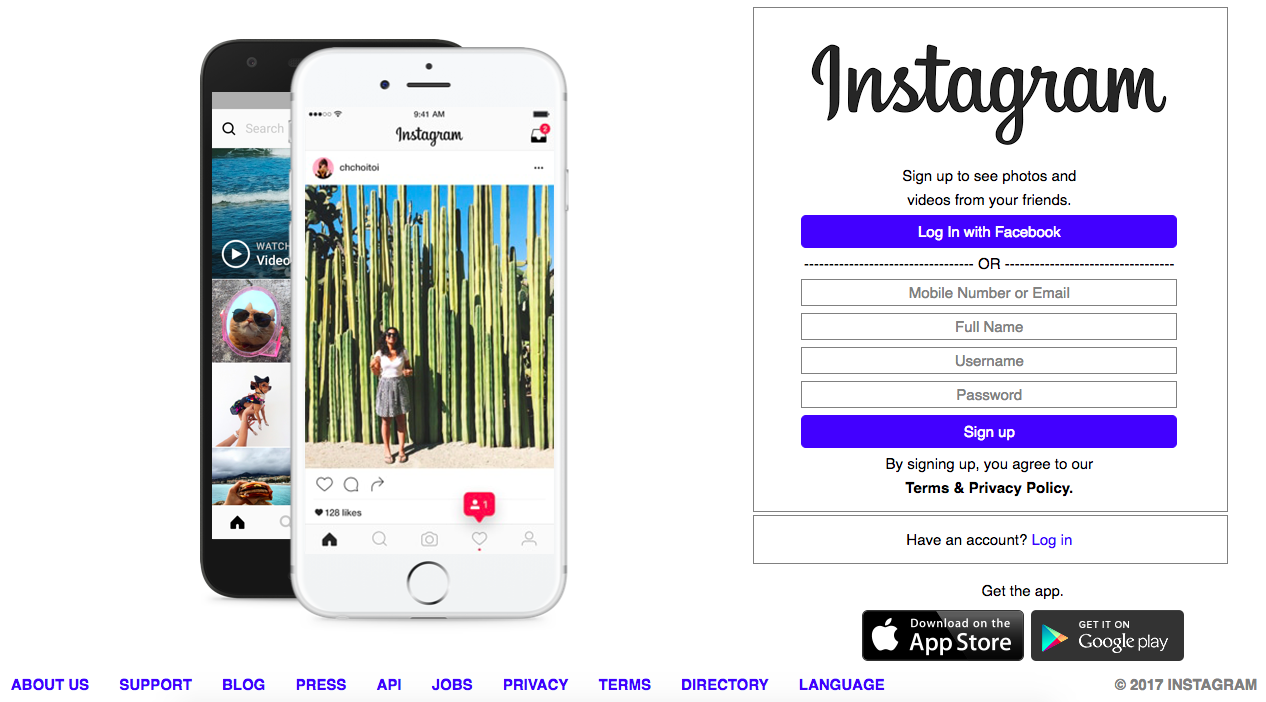 Search
WATCH
Video
9:41 AM
Instagram
2
chchoitoi
128 likes
1
Instagram
Sign up to see photos and
videos from your friends.
Log In with Facebook
---------------------------------- OR ----------------------------------
Mobile Number or Email
Full Name
Username
Password
Sign up
By signing up, you agree to our
Terms & Privacy Policy.
Have an account? Log in
Get the app.
Download on the
App Store
GET IT ON
Google play
ABOUT US SUPPORT BLOG PRESS API JOBS PRIVACY TERMS DIRECTORY LANGUAGE © 2017 INSTAGRAM